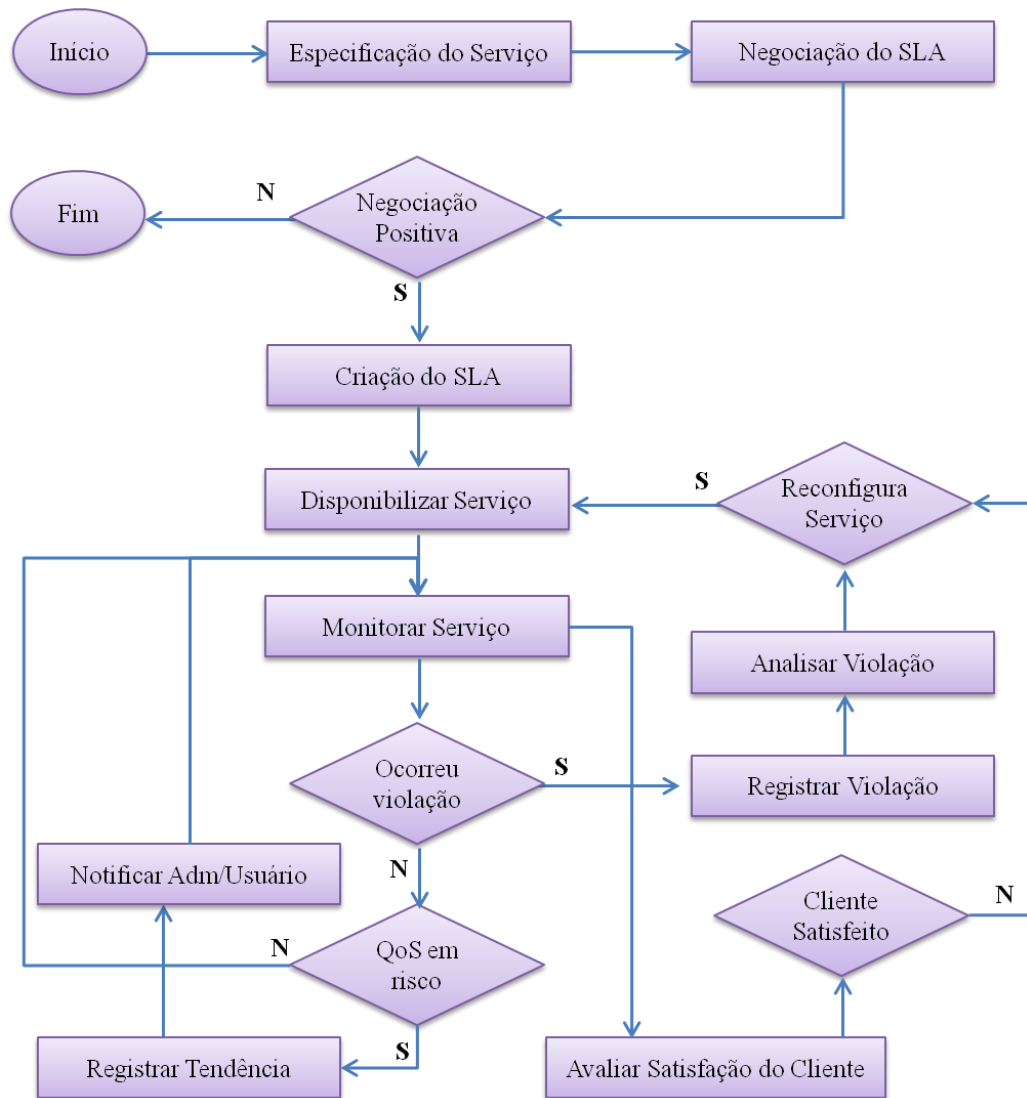 Início
Especificação do Serviço
Negociação do SLA
N
Fim
Negociação
Positiva
S
Criação do SLA
S
Reconfigura
Serviço
Disponibilizar Serviço
Monitorar Serviço
Analisar Violação
Ocorreu
violação
S
Registrar Violação
Notificar Adm/Usuário
N
Cliente
Satisfeito
N
N
QoS em
risco
S
Registrar Tendência
Avaliar Satisfação do Cliente